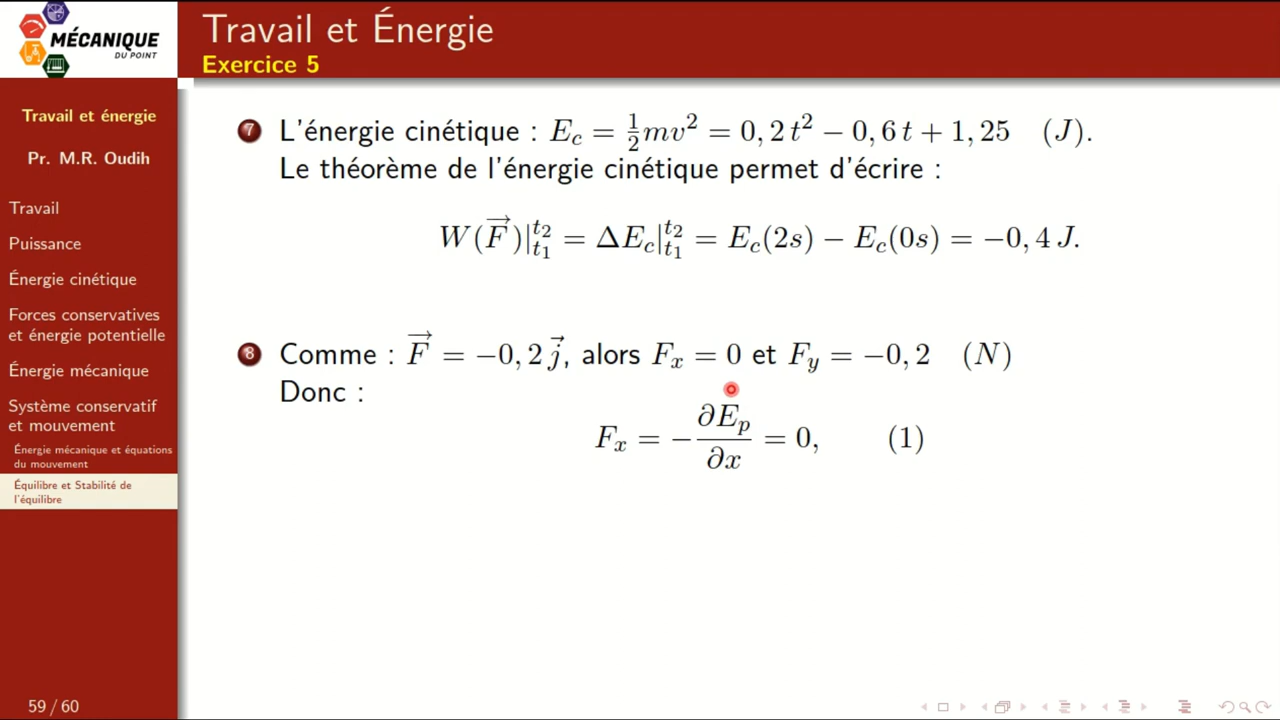 MÉCANIQUE
DU POINT
Travail et Énergie
Exercice 5
Travail et énergie
Pr. M.R. Oudih
Travail
Puissance
Énergie cinétique
Forces conservatives
et énergie potentielle
Énergie mécanique
Système conservatif
et mouvement
Énergie mécanique et équations
du mouvement
Équilibre et Stabilité de
l'équilibre
59 / 60
7 L'énergie cinétique : E_c = 1/2 mv² = 0, 2 t² − 0, 6 t + 1, 25 (J).
Le théorème de l'énergie cinétique permet d'écrire :
W(F⃗)|_{t₁}^{t₂} = ΔE_c|_{t₁}^{t₂} = E_c(2s) − E_c(0s) = −0, 4 J.
8 Comme : F⃗ = −0, 2 j⃗, alors F_x = 0 et F_y = −0, 2 (N)
Donc :
F_x = − ∂E_p/∂x = 0, (1)